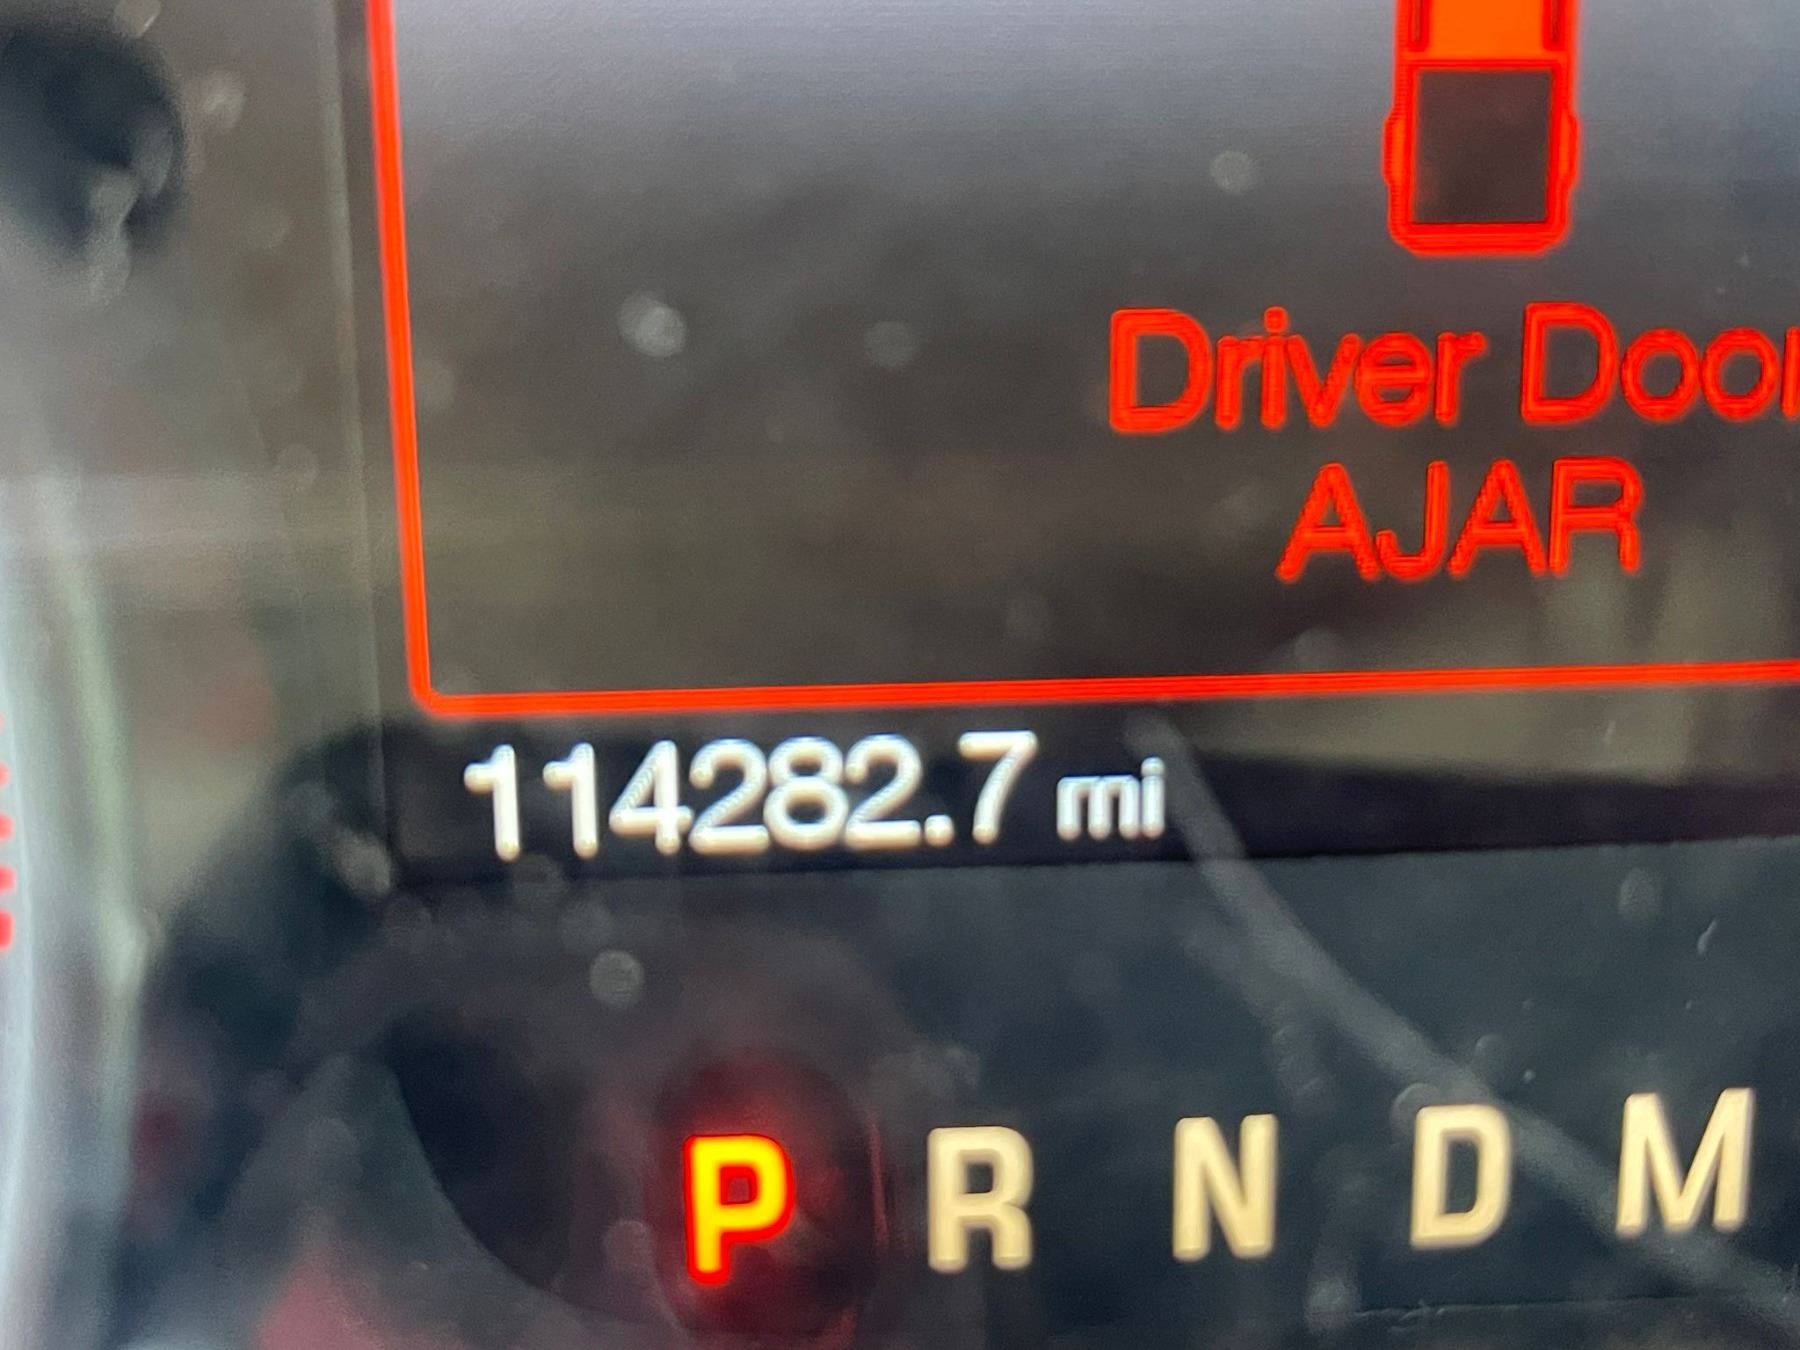 Driver Door
AJAR
114282.7 mi
P R N D M